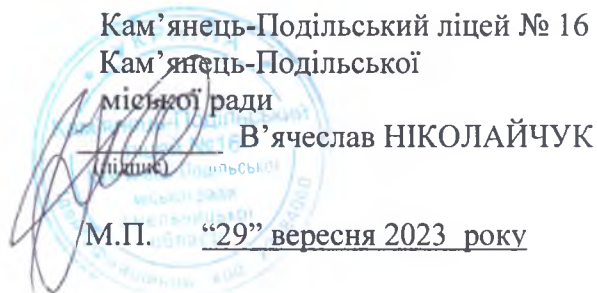 Кам’янець-Подільський ліцей № 16
Кам’янець-Подільської
міської ради
В’ячеслав НІКОЛАЙЧУК
(підпис)
М.П. “29” вересня 2023 року